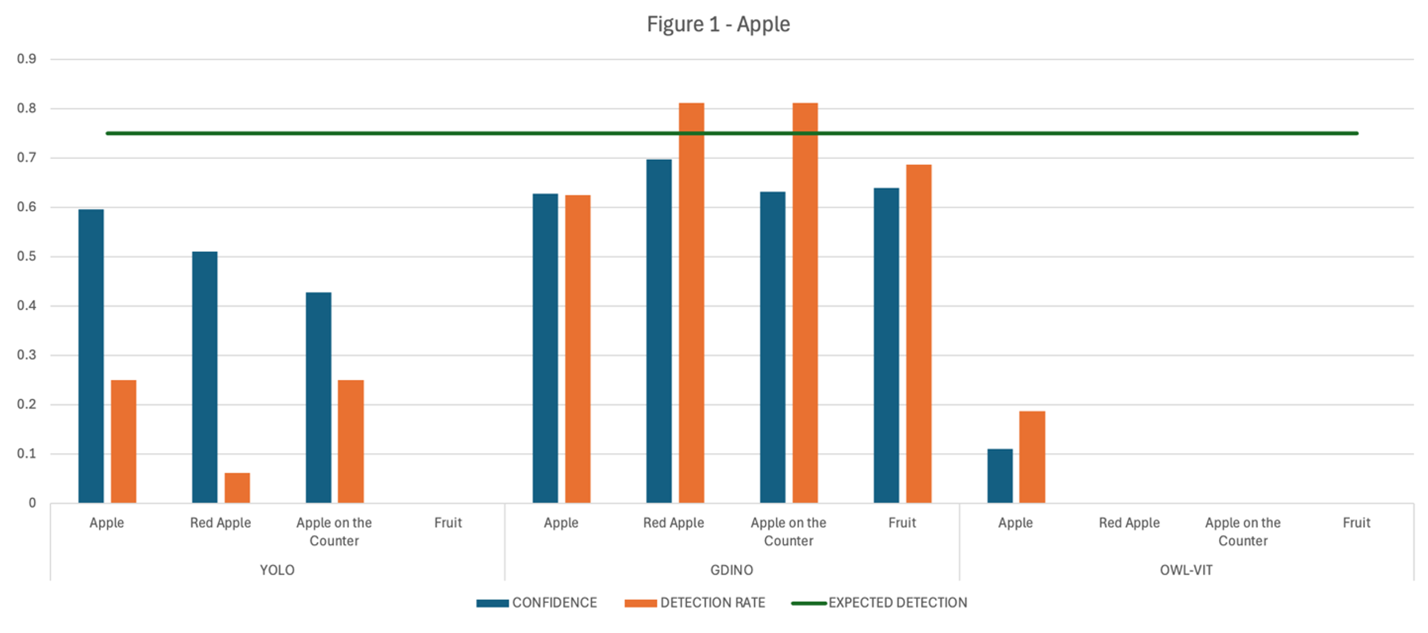 Figure 1 - Apple
0.9
0.8
0.7
0.6
0.5
0.4
0.3
0.2
0.1
0
Apple Red Apple Apple on the Counter Fruit Apple Red Apple Apple on the Counter Fruit Apple Red Apple Apple on the Counter Fruit
YOLO GDINO OWL-VIT
CONFIDENCE DETECTION RATE EXPECTED DETECTION